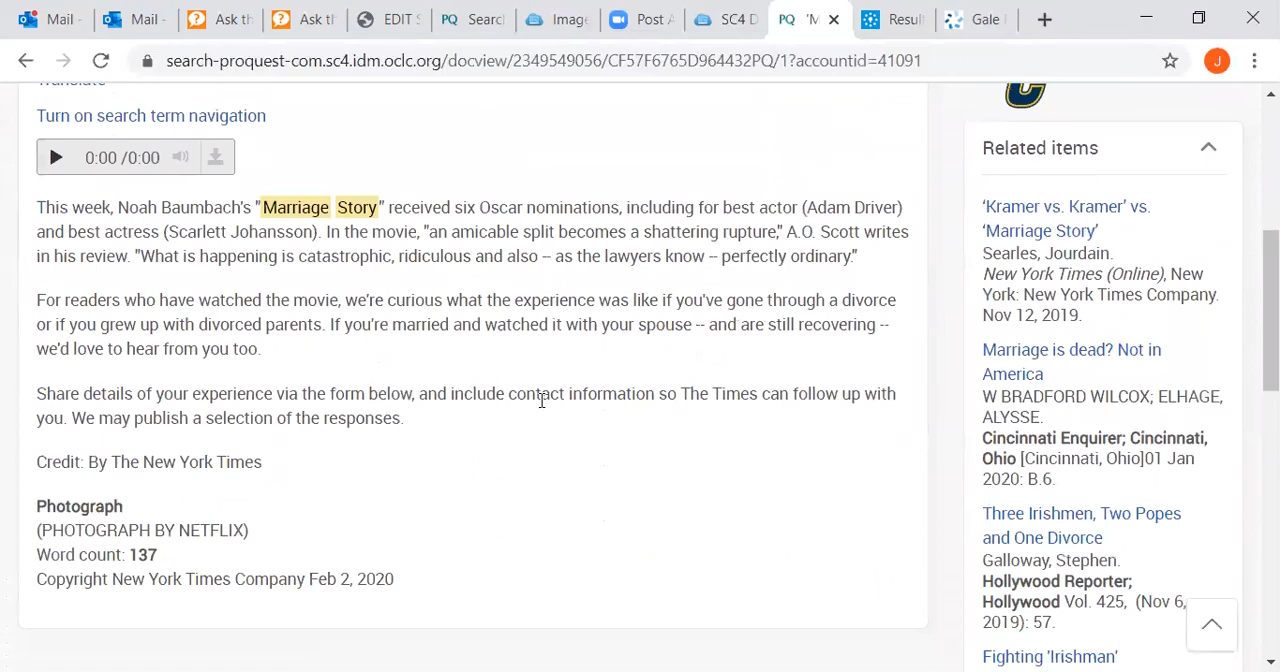 Mail -
Mail -
Ask th
Ask th
EDIT S
PQ Searc
Image
Post A
SC4 D
PQ 'M
Resul
Gale
search-proquest-com.sc4.idm.oclc.org/docview/2349549056/CF57F6765D964432PQ/1?accountid=41091
J
Turn on search term navigation
0:00 /0:00
This week, Noah Baumbach's "Marriage Story" received six Oscar nominations, including for best actor (Adam Driver)
and best actress (Scarlett Johansson). In the movie, "an amicable split becomes a shattering rupture," A.O. Scott writes
in his review. "What is happening is catastrophic, ridiculous and also -- as the lawyers know -- perfectly ordinary."
For readers who have watched the movie, we're curious what the experience was like if you've gone through a divorce
or if you grew up with divorced parents. If you're married and watched it with your spouse -- and are still recovering --
we'd love to hear from you too.
Share details of your experience via the form below, and include contact information so The Times can follow up with
you. We may publish a selection of the responses.
Credit: By The New York Times
Photograph
(PHOTOGRAPH BY NETFLIX)
Word count: 137
Copyright New York Times Company Feb 2, 2020
Related items
'Kramer vs. Kramer' vs.
'Marriage Story'
Searles, Jourdain.
New York Times (Online), New
York: New York Times Company.
Nov 12, 2019.
Marriage is dead? Not in
America
W BRADFORD WILCOX; ELHAGE,
ALYSSE.
Cincinnati Enquirer; Cincinnati,
Ohio [Cincinnati, Ohio]01 Jan
2020: B.6.
Three Irishmen, Two Popes
and One Divorce
Galloway, Stephen.
Hollywood Reporter;
Hollywood Vol. 425, (Nov 6,
2019): 57.
Fighting 'Irishman'